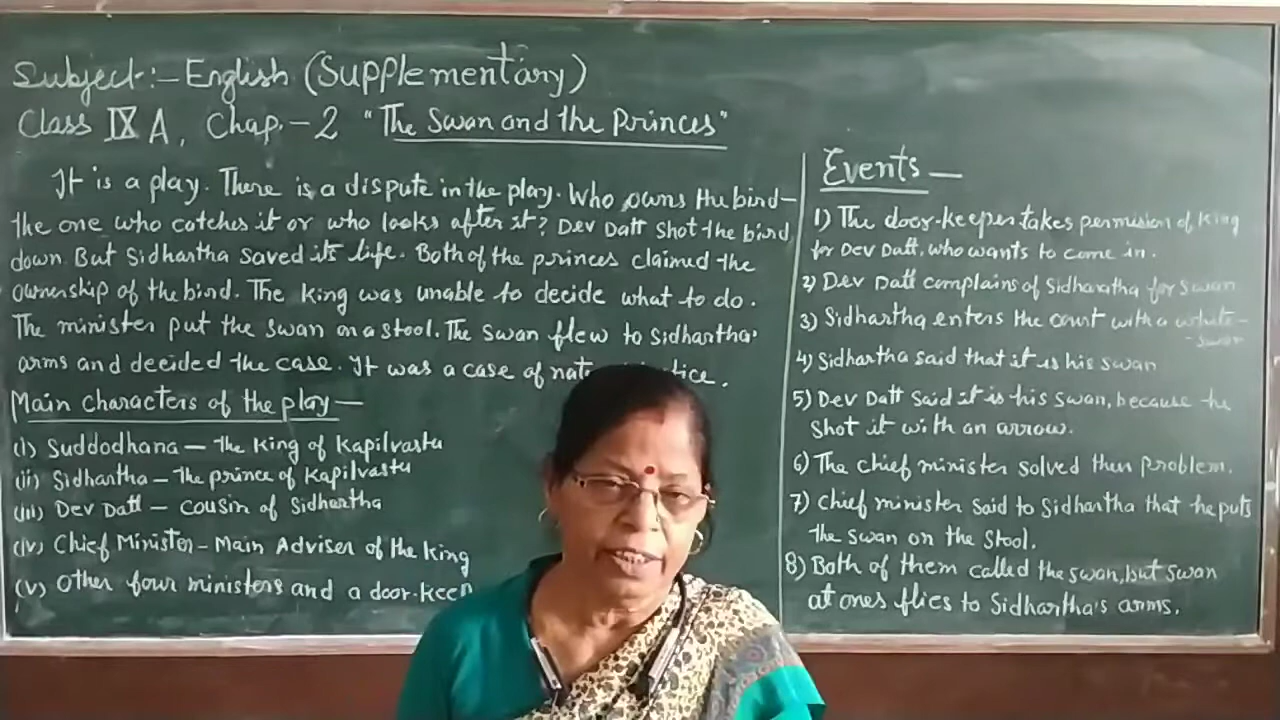 Subject:- English (Supplementary)
Class IX A, Chap.-2 "The Swan and the Princes"
It is a play. There is a dispute in the play. Who owns the bird-
the one who catches it or who looks after it? Dev Datt shot the bird
down. But Sidhartha saved its life. Both of the princes claimed the
ownership of the bird. The King was unable to decide what to do.
The minister put the swan on a stool. The swan flew to Sidhartha's
arms and decided the case. It was a case of
Main characters of the play-
(i) Suddodhana - the King of Kapilvastu
(ii) Sidhartha - the prince of Kapilvastu
(iii) Dev Datt - cousin of Sidhartha
(iv) Chief Minister - Main Adviser of the King
(v) Other four ministers and a door-keep
Events-
1) The door-keeper takes permision of King
for Dev Datt, who wants to come in.
2) Dev Datt complains of Sidharatha for swan
3) Sidhartha enters the court with a white-
-swan
4) Sidhartha said that it is his swan
5) Dev Datt said it is his swan, because he
shot it with an arrow.
6) The chief minister solved their problem.
7) Chief minister said to Sidhartha that he puts
the swan on the stool.
8) Both of them called the swan, but swan
at ones flies to Sidhartha's arms.